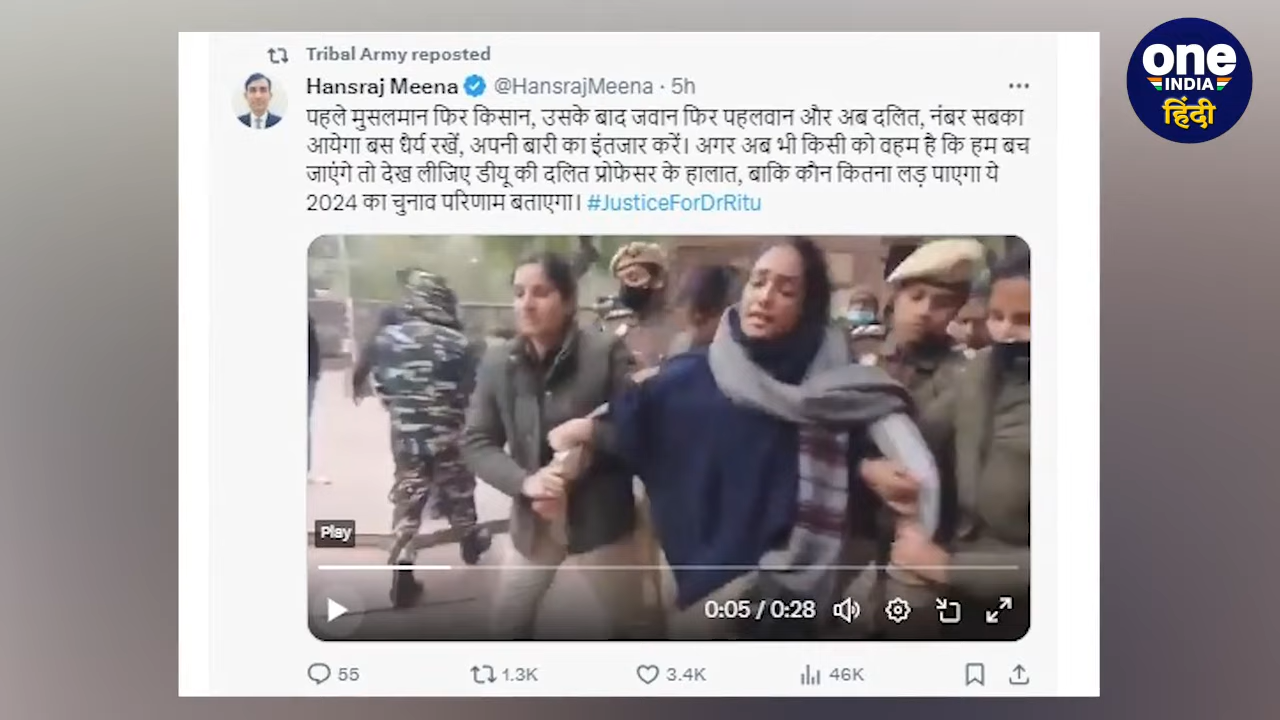 Tribal Army reposted
Hansraj Meena @HansrajMeena · 5h
पहले मुसलमान फिर किसान, उसके बाद जवान फिर पहलवान और अब दलित, नंबर सबका
आयेगा बस धैर्य रखें, अपनी बारी का इंतजार करें। अगर अब भी किसी को वहम है कि हम बच
जाएंगे तो देख लीजिए डीयू की दलित प्रोफेसर के हालात, बाकि कौन कितना लड़ पाएगा ये
2024 का चुनाव परिणाम बताएगा। #JusticeForDrRitu
Play
0:05 / 0:28
55 1.3K 3.4K 46K
one
INDIA
हिंदी